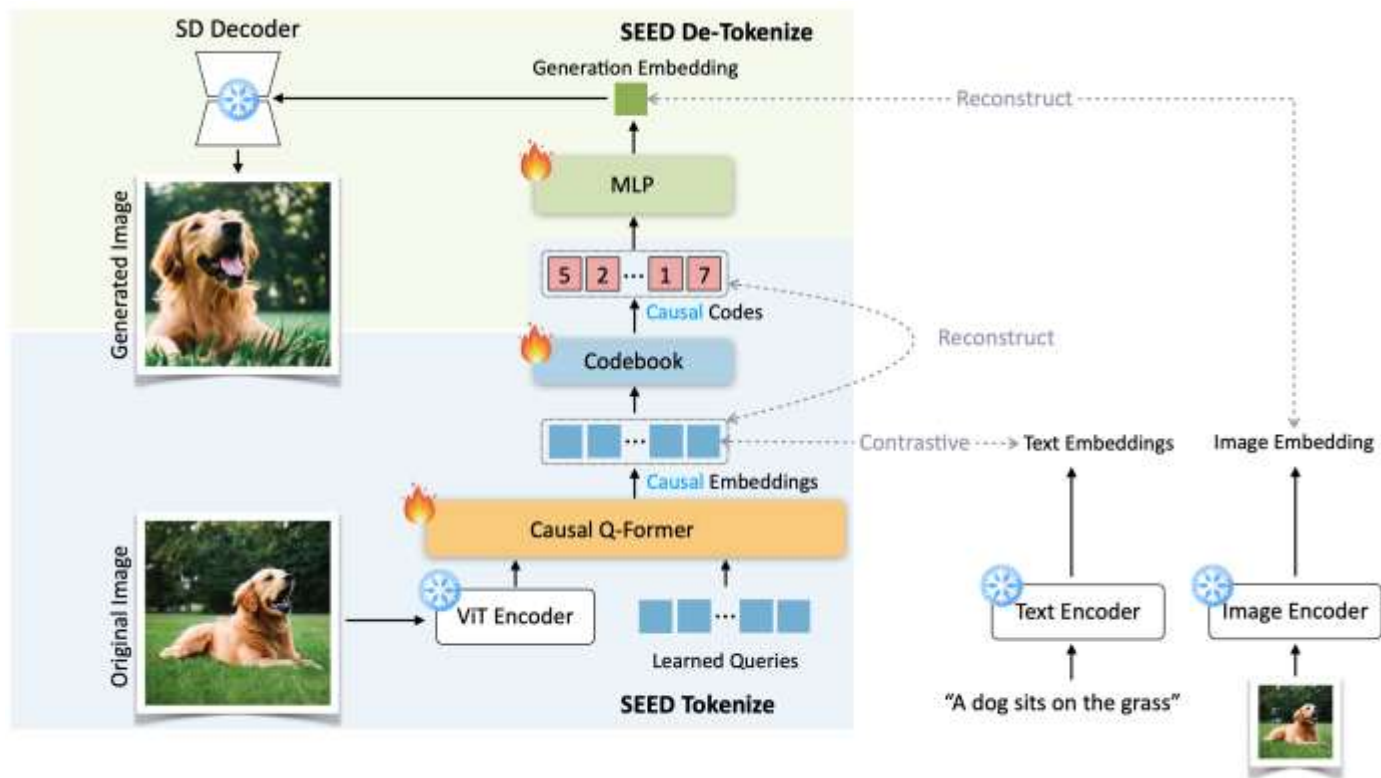 SD Decoder
SEED De-Tokenize
Generation Embedding
Reconstruct
MLP
Generated Image
5 2 ... 1 7
Causal Codes
Reconstruct
Codebook
Contrastive
Text Embeddings
Image Embedding
Causal Embeddings
Causal Q-Former
Original Image
ViT Encoder
Text Encoder
Image Encoder
Learned Queries
SEED Tokenize
“A dog sits on the grass”